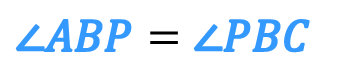 ∠ABP = ∠PBC